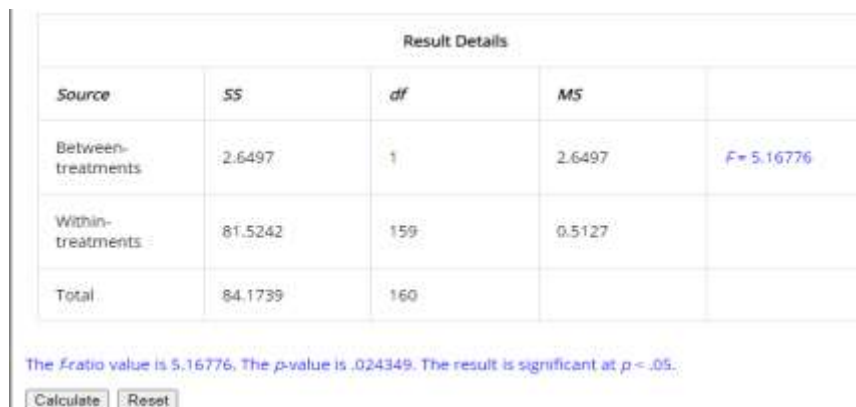 Result Details
Source SS df MS
Between-
treatments 2.6497 1 2.6497 F = 5.16776
Within-
treatments 81.5242 159 0.5127
Total 84.1739 160
The F-ratio value is 5.16776. The p-value is .024349. The result is significant at p < .05.
Calculate Reset